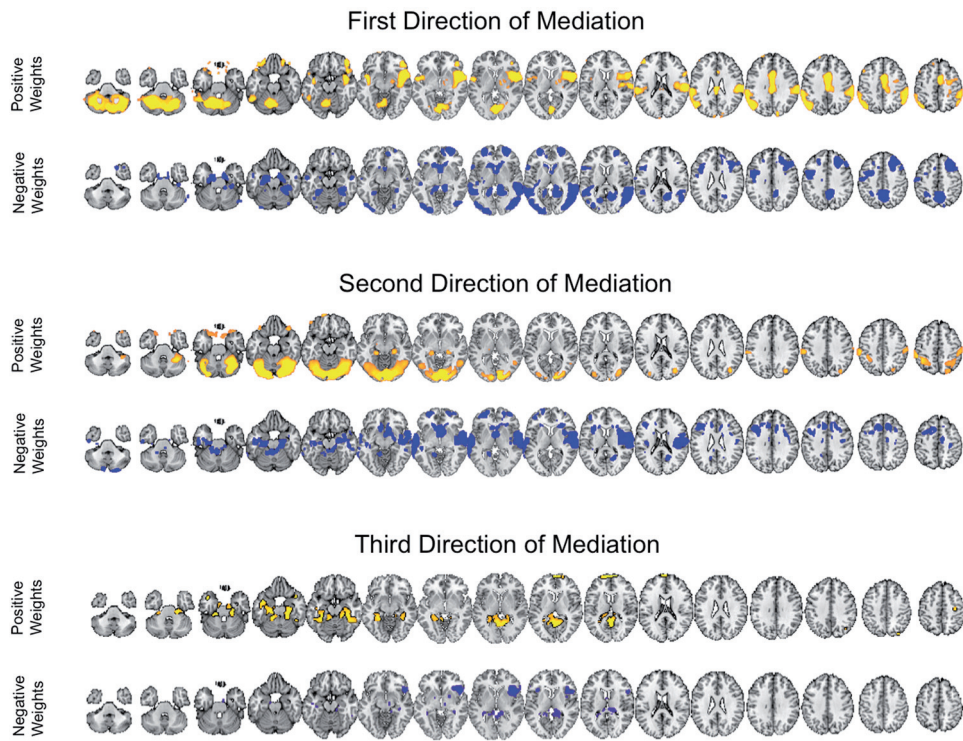 First Direction of Mediation
Positive
Weights
Negative
Weights
Second Direction of Mediation
Positive
Weights
Negative
Weights
Third Direction of Mediation
Positive
Weights
Negative
Weights